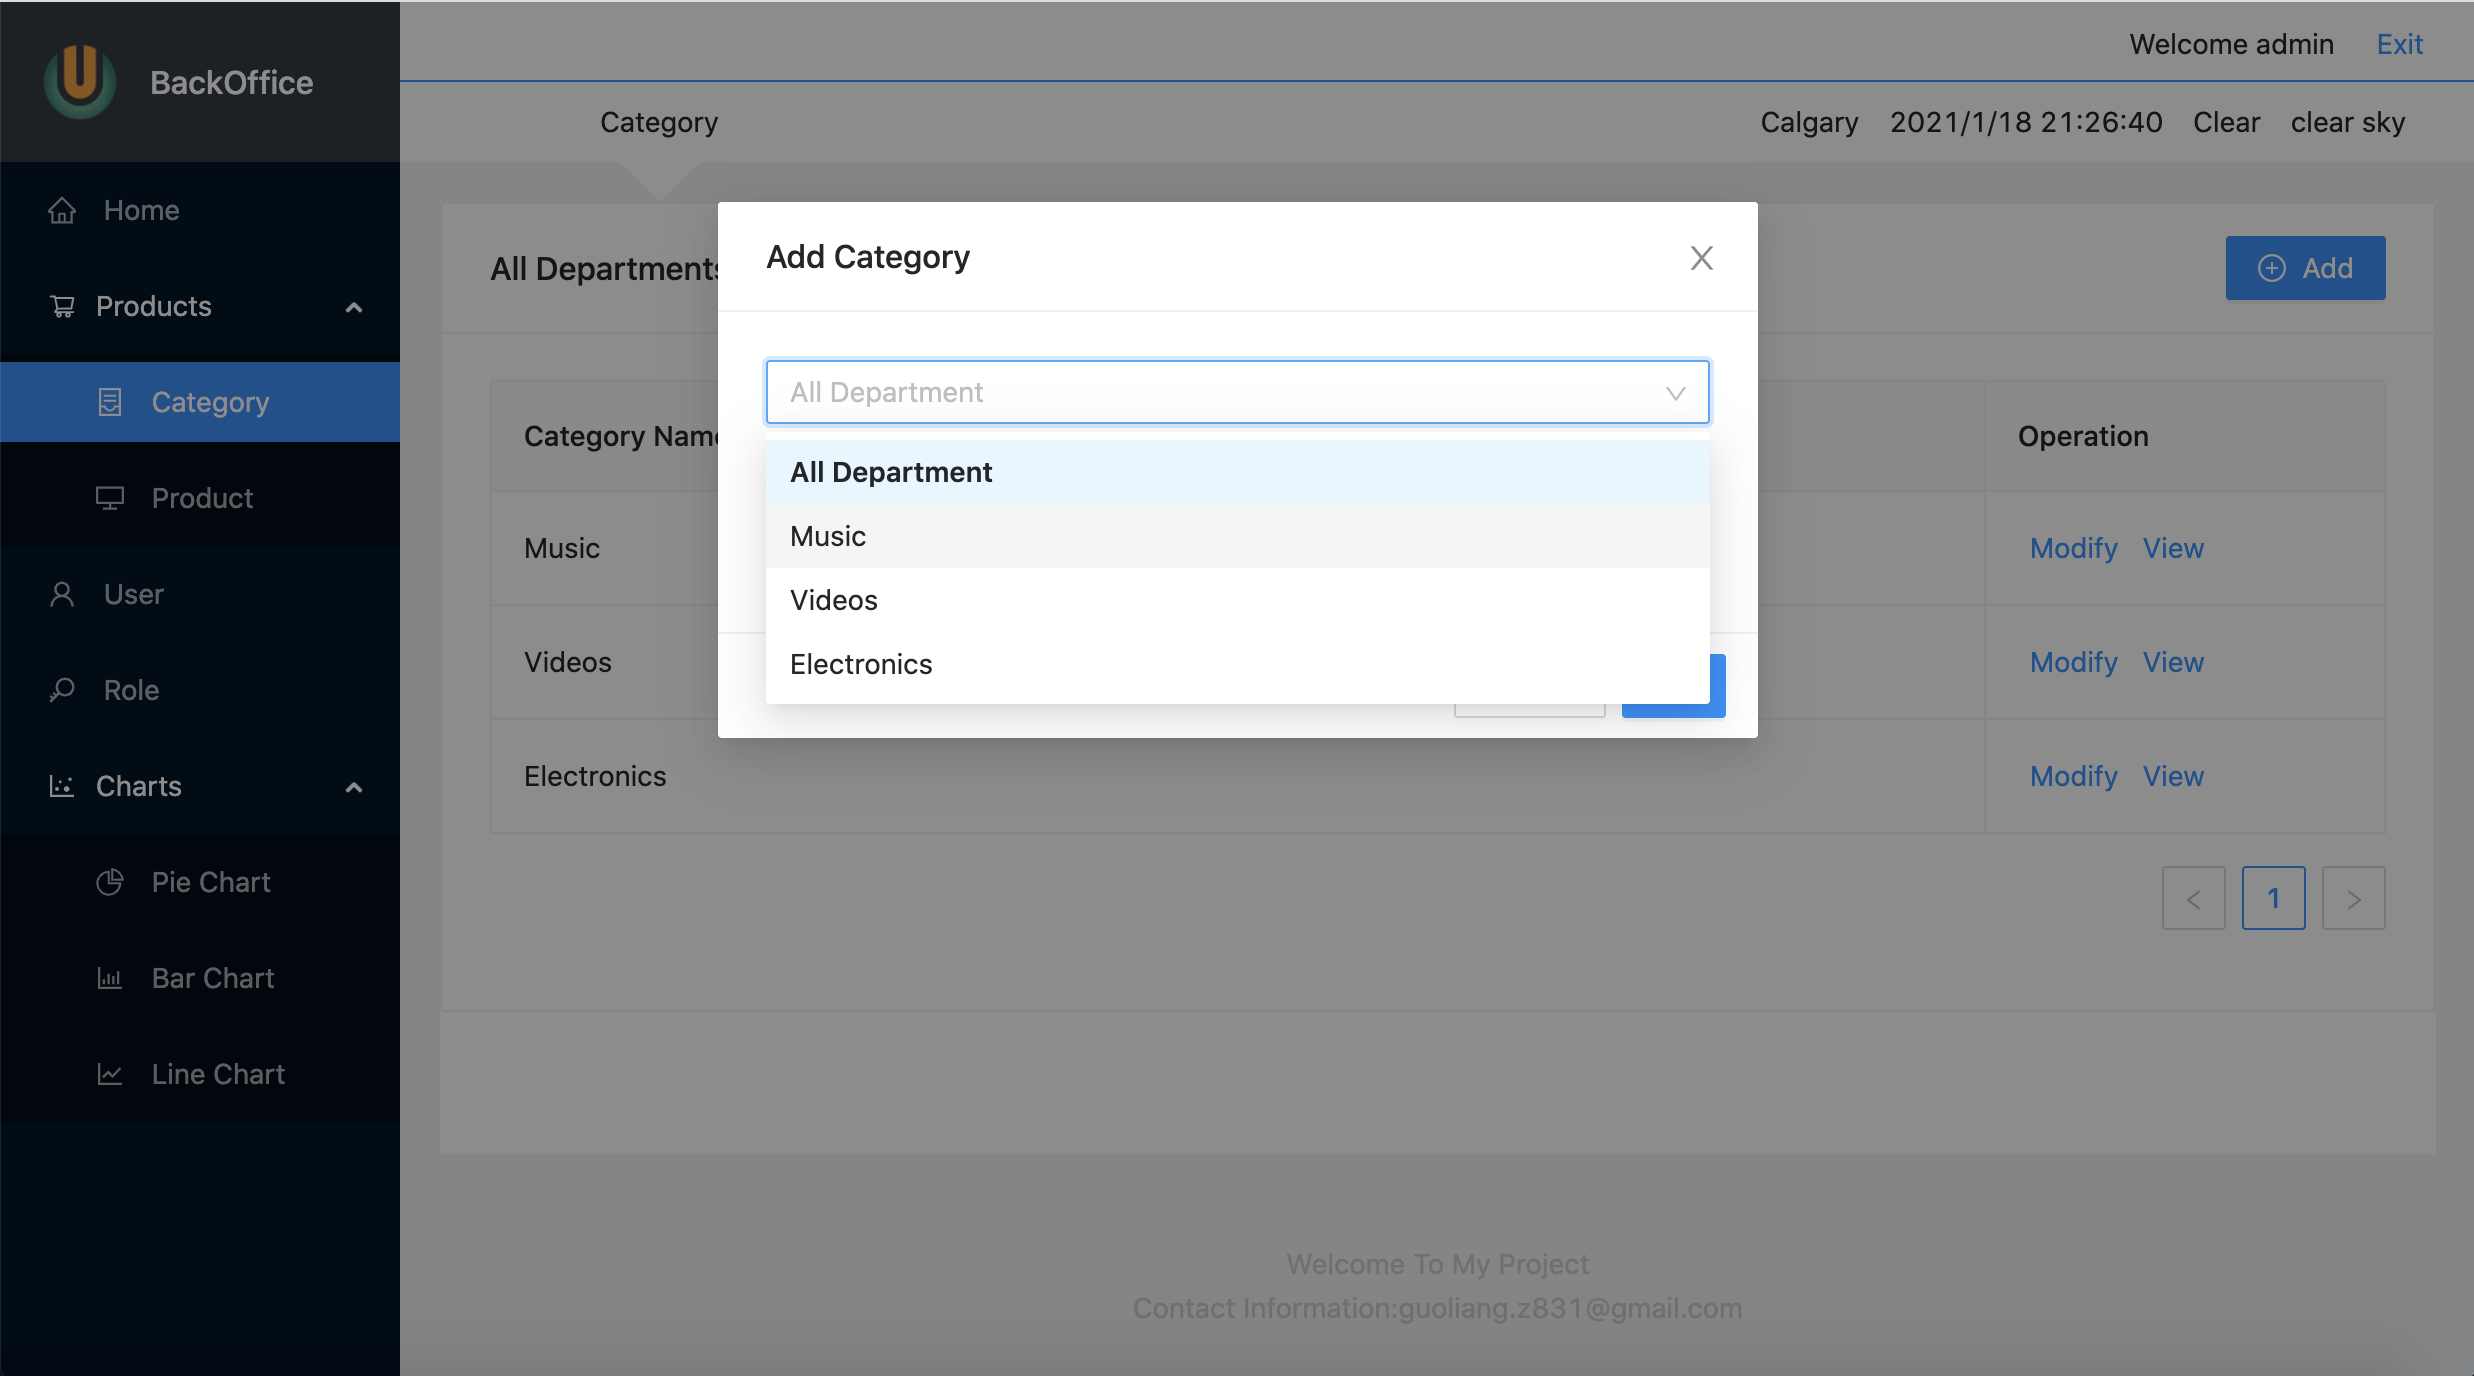 BackOffice
Welcome admin Exit
Category
Calgary 2021/1/18 21:26:40 Clear clear sky
Home
Products
Category
Product
User
Role
Charts
Pie Chart
Bar Chart
Line Chart
All Departments
Add
Category Name
Operation
Music
Modify View
Videos
Modify View
Electronics
Modify View
1
Add Category
All Department
All Department
Music
Videos
Electronics
Welcome To My Project
Contact Information:guoliang.z831@gmail.com